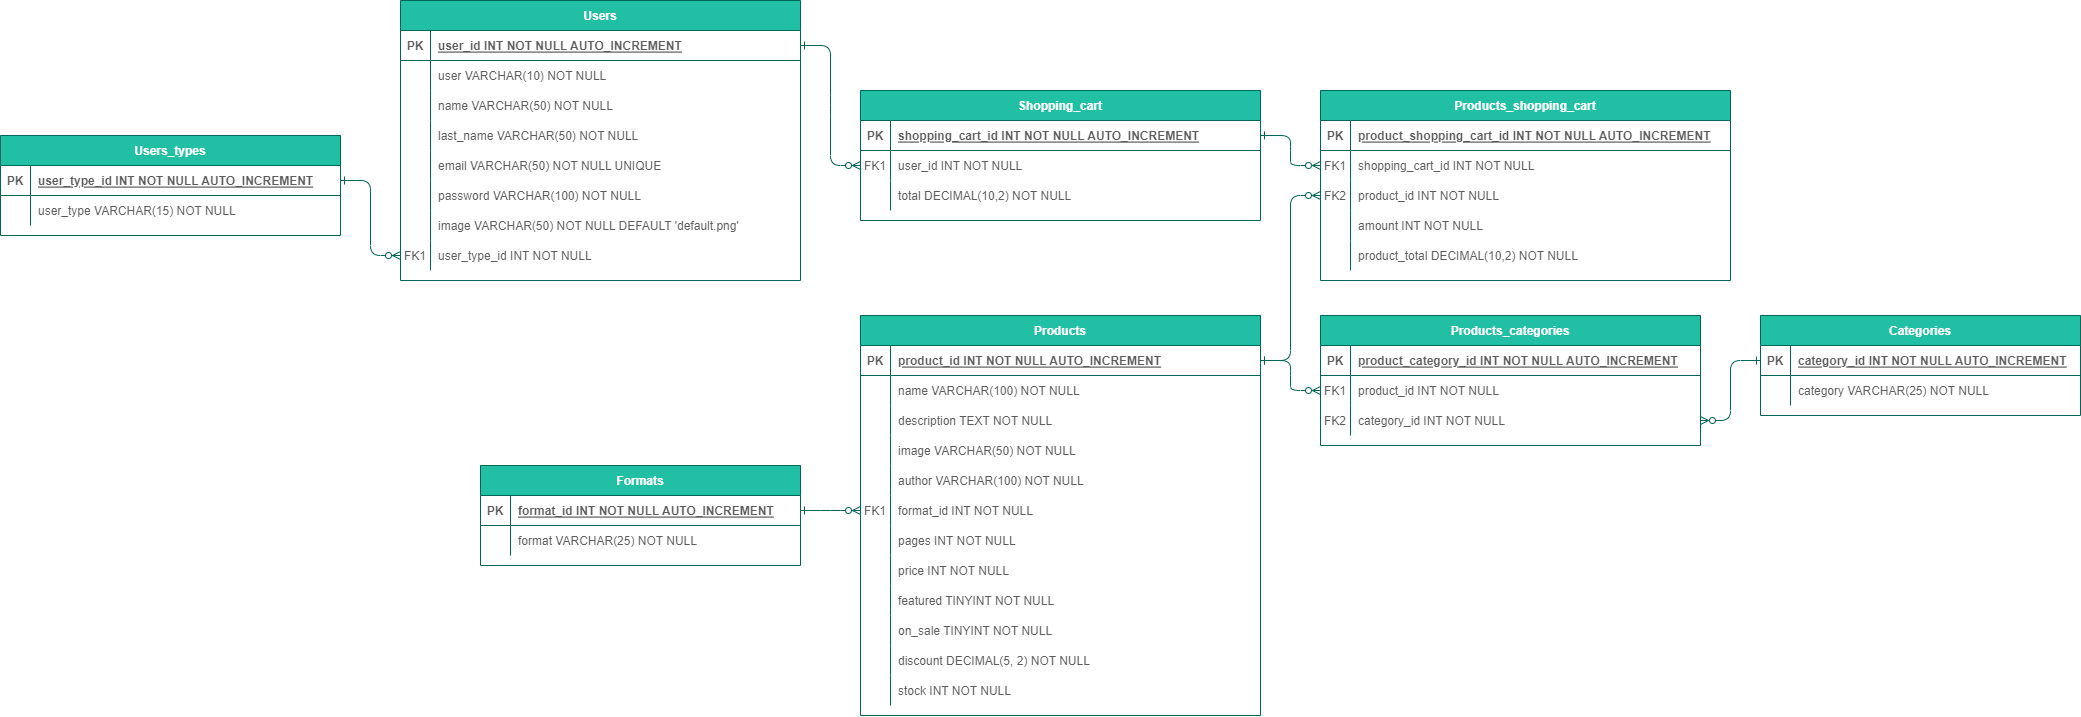 Users
PK user_id INT NOT NULL AUTO_INCREMENT
user VARCHAR(10) NOT NULL
name VARCHAR(50) NOT NULL
last_name VARCHAR(50) NOT NULL
email VARCHAR(50) NOT NULL UNIQUE
password VARCHAR(100) NOT NULL
image VARCHAR(50) NOT NULL DEFAULT 'default.png'
FK1 user_type_id INT NOT NULL
Users_types
PK user_type_id INT NOT NULL AUTO_INCREMENT
user_type VARCHAR(15) NOT NULL
Shopping_cart
PK shopping_cart_id INT NOT NULL AUTO_INCREMENT
FK1 user_id INT NOT NULL
total DECIMAL(10,2) NOT NULL
Products_shopping_cart
PK product_shopping_cart_id INT NOT NULL AUTO_INCREMENT
FK1 shopping_cart_id INT NOT NULL
FK2 product_id INT NOT NULL
amount INT NOT NULL
product_total DECIMAL(10,2) NOT NULL
Products
PK product_id INT NOT NULL AUTO_INCREMENT
name VARCHAR(100) NOT NULL
description TEXT NOT NULL
image VARCHAR(50) NOT NULL
author VARCHAR(100) NOT NULL
FK1 format_id INT NOT NULL
pages INT NOT NULL
price INT NOT NULL
featured TINYINT NOT NULL
on_sale TINYINT NOT NULL
discount DECIMAL(5, 2) NOT NULL
stock INT NOT NULL
Products_categories
PK product_category_id INT NOT NULL AUTO_INCREMENT
FK1 product_id INT NOT NULL
FK2 category_id INT NOT NULL
Categories
PK category_id INT NOT NULL AUTO_INCREMENT
category VARCHAR(25) NOT NULL
Formats
PK format_id INT NOT NULL AUTO_INCREMENT
format VARCHAR(25) NOT NULL